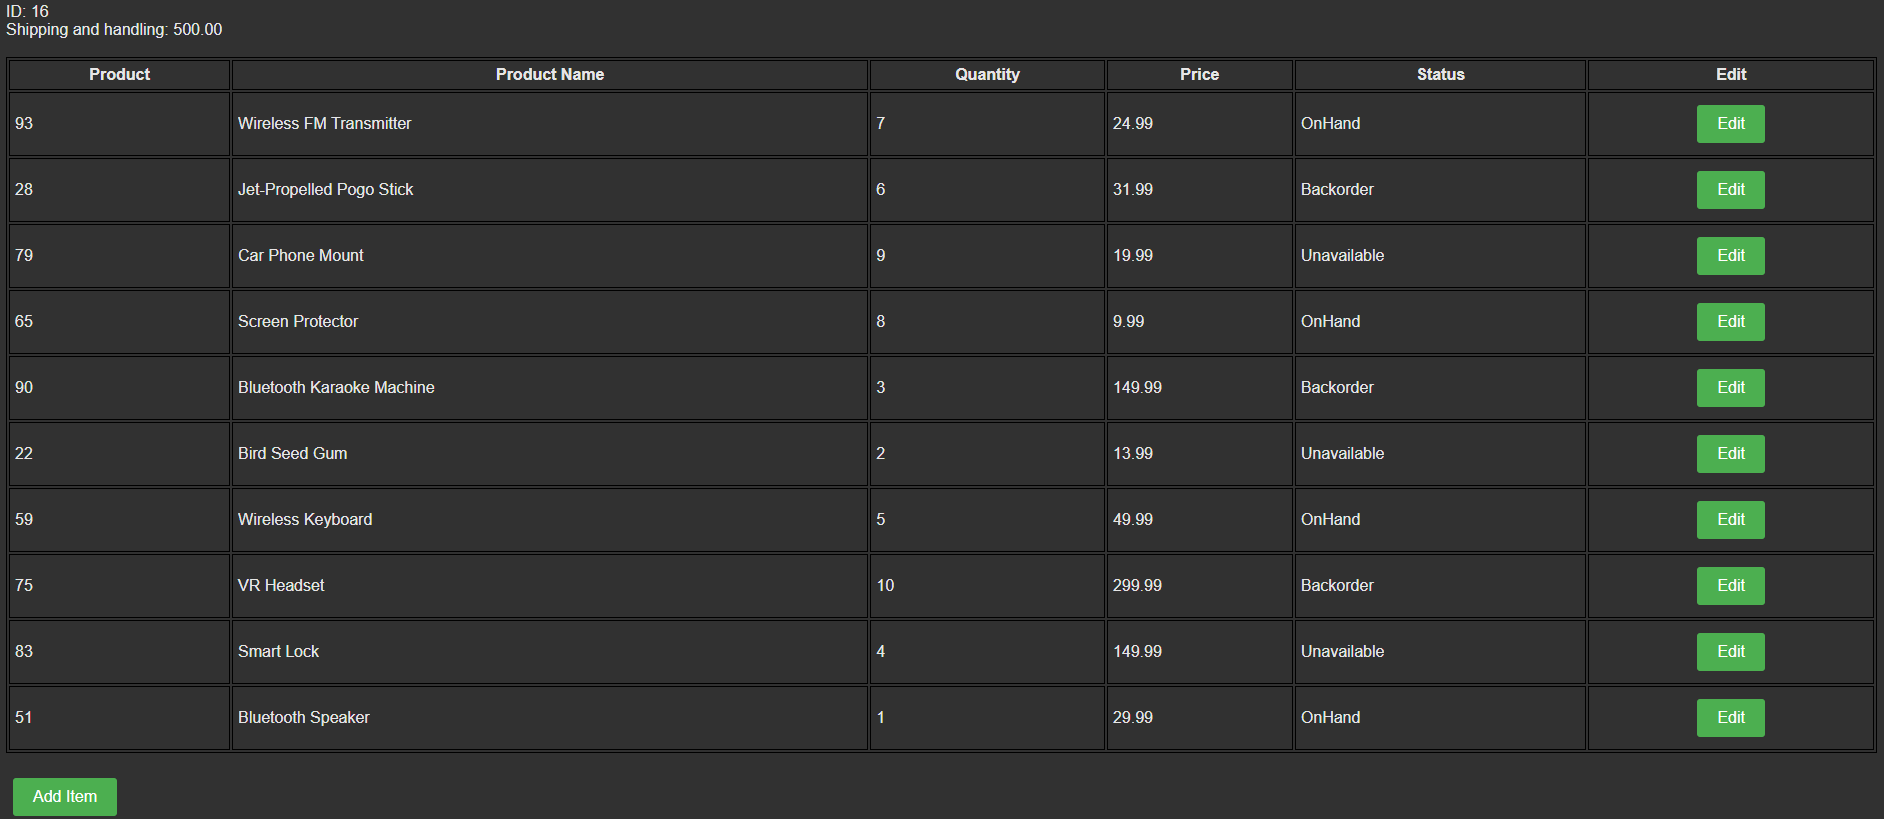 ID: 16
Shipping and handling: 500.00
Product Product Name Quantity Price Status Edit
93 Wireless FM Transmitter 7 24.99 OnHand Edit
28 Jet-Propelled Pogo Stick 6 31.99 Backorder Edit
79 Car Phone Mount 9 19.99 Unavailable Edit
65 Screen Protector 8 9.99 OnHand Edit
90 Bluetooth Karaoke Machine 3 149.99 Backorder Edit
22 Bird Seed Gum 2 13.99 Unavailable Edit
59 Wireless Keyboard 5 49.99 OnHand Edit
75 VR Headset 10 299.99 Backorder Edit
83 Smart Lock 4 149.99 Unavailable Edit
51 Bluetooth Speaker 1 29.99 OnHand Edit
Add Item